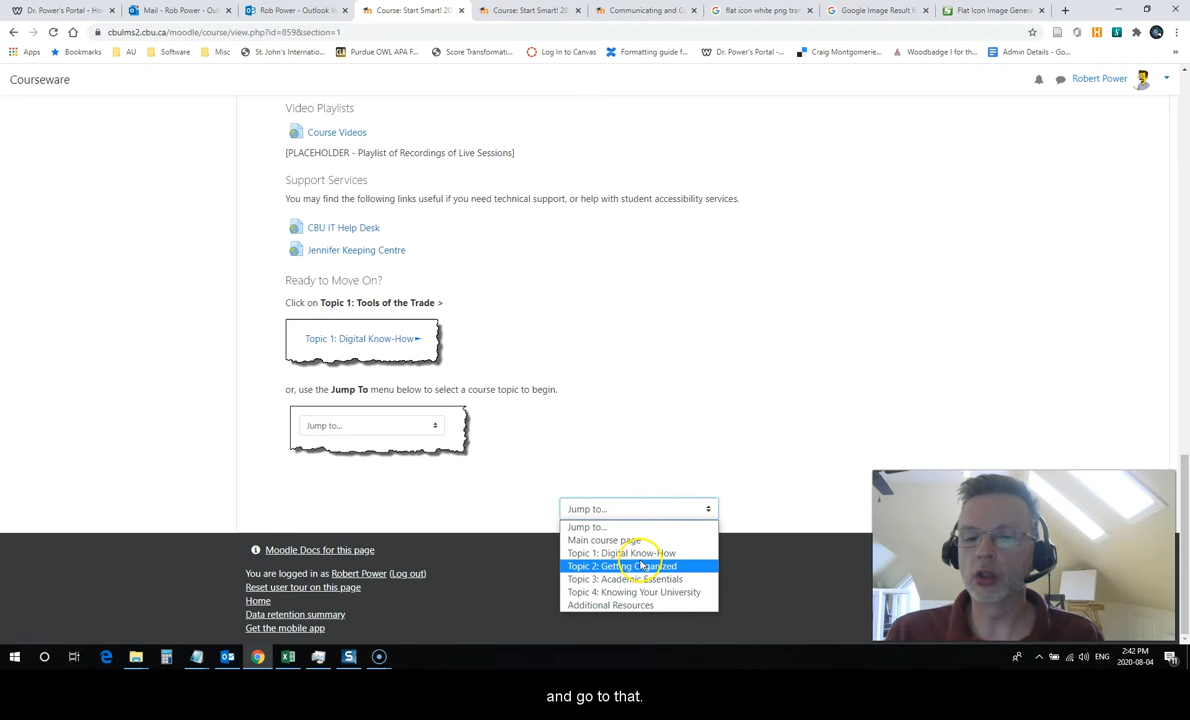 Dr. Power's Portal - Ho
Mail - Rob Power - Out
Rob Power - Outlook W
Course: Start Smart! 20
Course: Start Smart! 20
Communicating and C
flat icon white png tran
Google Image Result f
Flat Icon Image Gener
cbulms2.cbu.ca/moodle/course/view.php?id=859&section=1
Apps
Bookmarks
AU
Software
Misc
St. John's Internatio...
Purdue OWL APA F...
Score Transformati...
Log In to Canvas
Formatting guide f...
Dr. Power's Portal -...
Craig Montgomerie...
Woodbadge I for th...
Admin Details - Go...
»
Courseware
Robert Power
Video Playlists
Course Videos
[PLACEHOLDER - Playlist of Recordings of Live Sessions]
Support Services
You may find the following links useful if you need technical support, or help with student accessibility services.
CBU IT Help Desk
Jennifer Keeping Centre
Ready to Move On?
Click on Topic 1: Tools of the Trade >
Topic 1: Digital Know-How►
or, use the Jump To menu below to select a course topic to begin.
Jump to...
Jump to...
Jump to...
Main course page
Topic 1: Digital Know-How
Topic 2: Getting Organized
Topic 3: Academic Essentials
Topic 4: Knowing Your University
Additional Resources
Moodle Docs for this page
You are logged in as Robert Power (Log out)
Reset user tour on this page
Home
Data retention summary
Get the mobile app
ENG
2:42 PM
2020-08-04
and go to that.